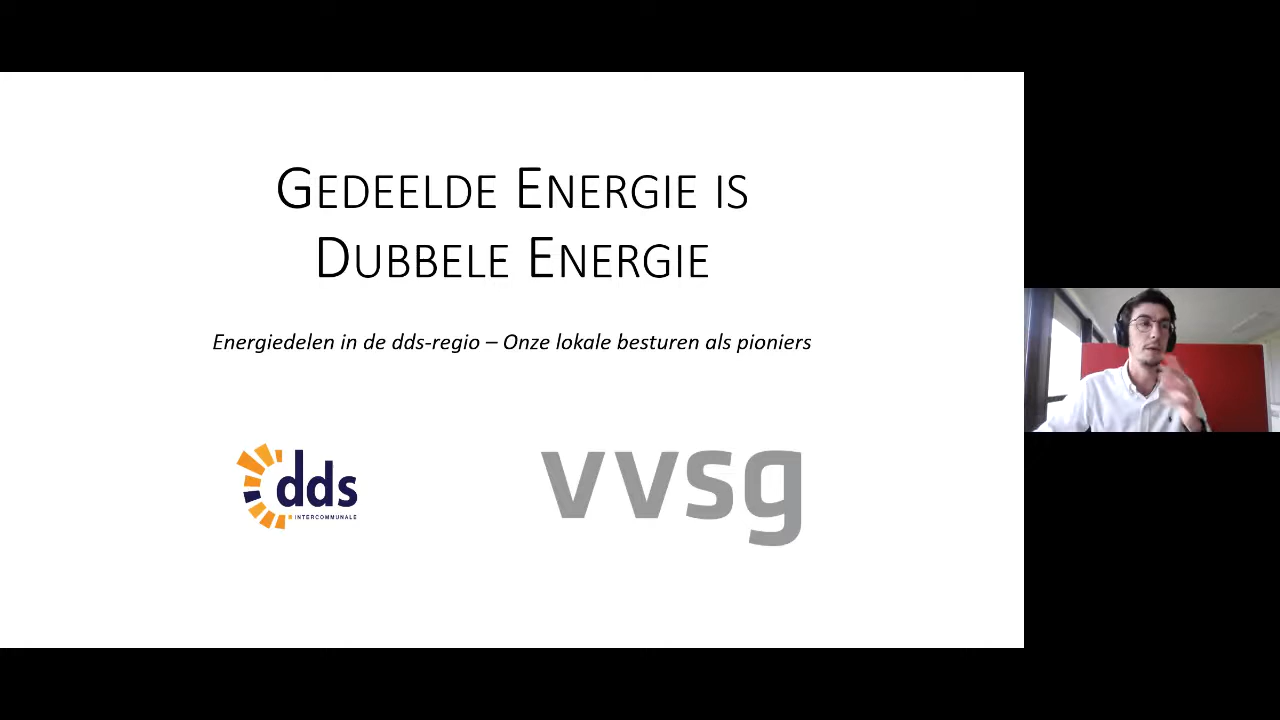 GEDEELDE ENERGIE IS
DUBBELE ENERGIE
Energiedelen in de dds-regio – Onze lokale besturen als pioniers
dds
INTERCOMMUNALE
vvsg